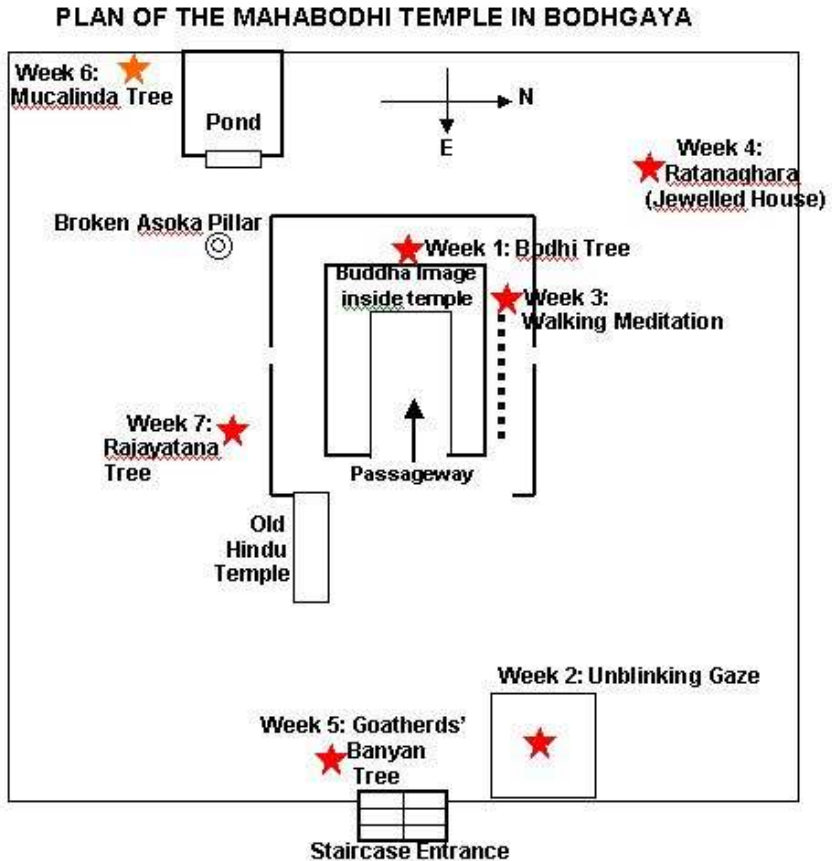 PLAN OF THE MAHABODHI TEMPLE IN BODHGAYA
Week 6:
Mucalinda Tree
Pond
N
E
Week 4:
Ratanaghara
(Jewelled House)
Broken Asoka Pillar
Week 1: Bodhi Tree
Buddha Image
inside temple
Week 3:
Walking Meditation
Week 7:
Rajayatana
Tree
Passageway
Old
Hindu
Temple
Week 2: Unblinking Gaze
Week 5: Goatherds’
Banyan
Tree
Staircase Entrance